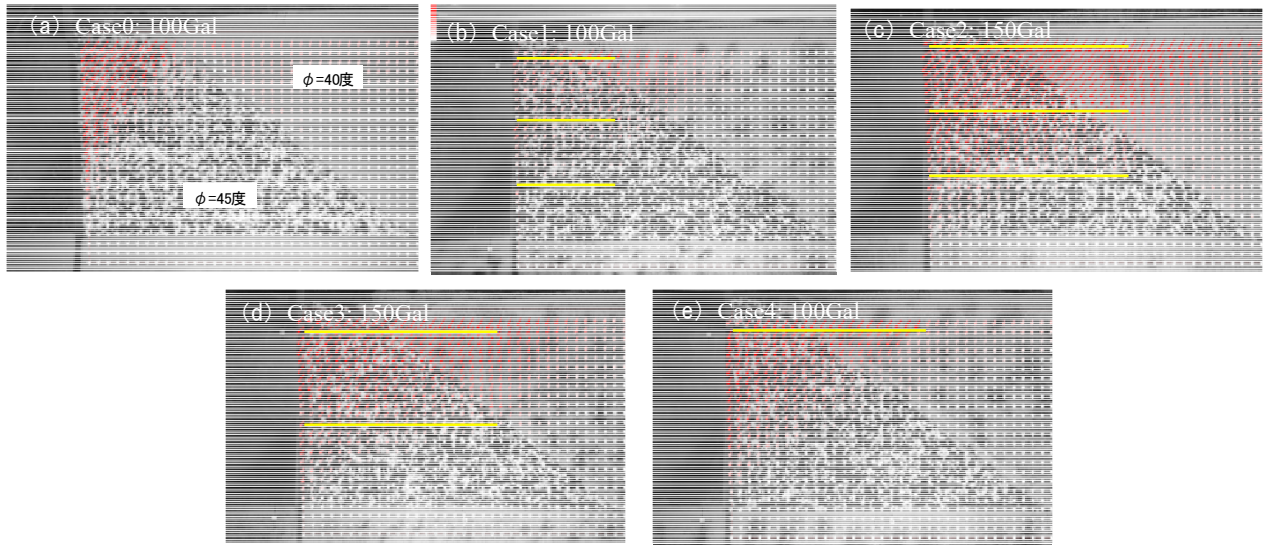 (a) Case0: 100Gal
φ=40度
φ=45度
(b) Case1: 100Gal
(c) Case2: 150Gal
(d) Case3: 150Gal
(e) Case4: 100Gal